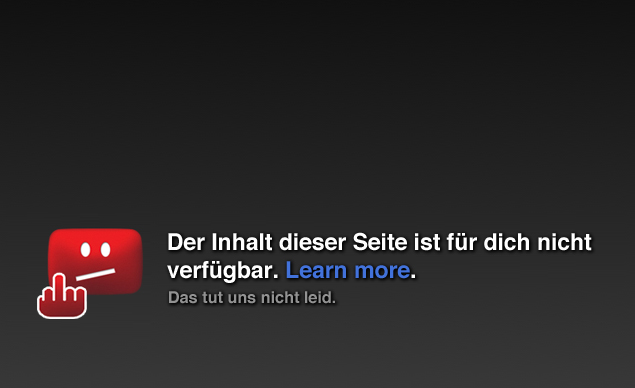 Der Inhalt dieser Seite ist für dich nicht
verfügbar. Learn more.
Das tut uns nicht leid.